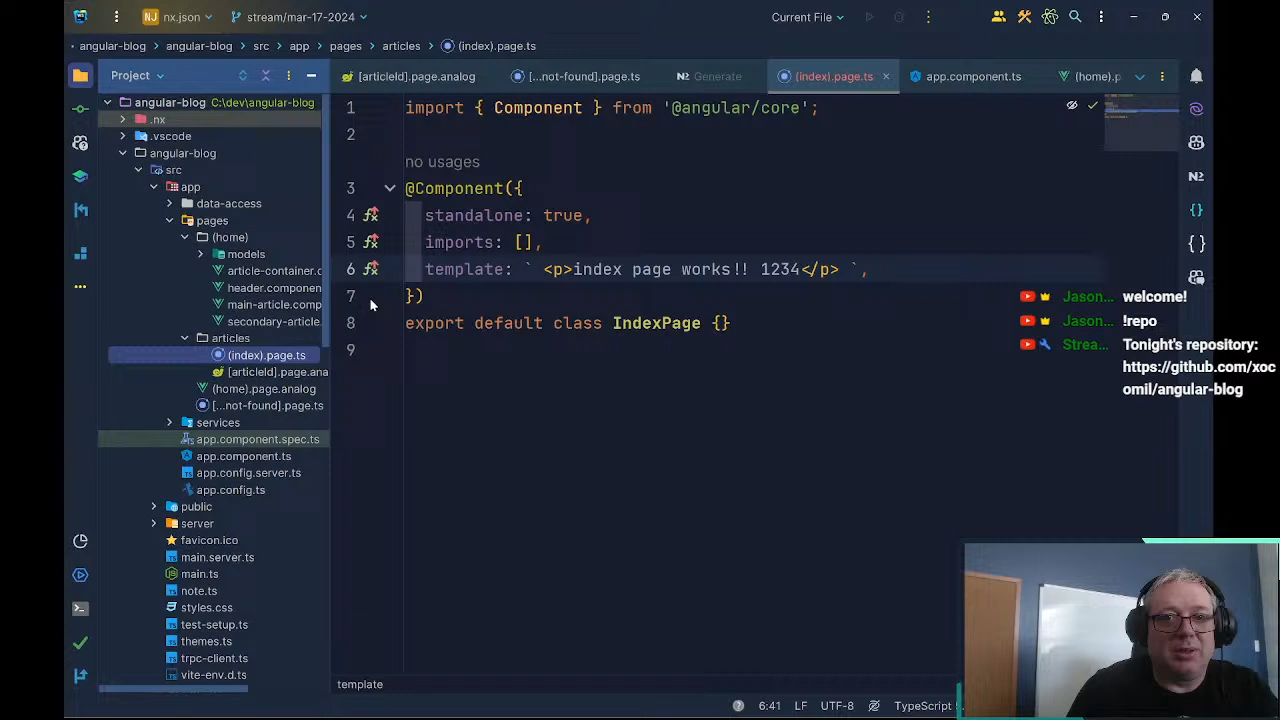 NJ nx.json
stream/mar-17-2024
Current File
angular-blog
angular-blog
src
app
pages
articles
(index).page.ts
Project
[articleId].page.analog
[...not-found].page.ts
N2 Generate
(index).page.ts
app.component.ts
(home).p
angular-blog C:\dev\angular-blog
.nx
.vscode
angular-blog
src
app
data-access
pages
(home)
models
article-container.c
header.component
main-article.comp
secondary-article.
articles
(index).page.ts
[articleId].page.ana
(home).page.analog
[...not-found].page.ts
services
app.component.spec.ts
app.component.ts
app.config.server.ts
app.config.ts
public
server
favicon.ico
main.server.ts
main.ts
note.ts
styles.css
test-setup.ts
themes.ts
trpc-client.ts
vite-env.d.ts
1 import { Component } from '@angular/core';
2
no usages
3 @Component({
4 standalone: true,
5 imports: [],
6 template: ` <p>index page works!! 1234</p> `,
7 })
8 export default class IndexPage {}
9
N2
Jason... welcome!
Jason... !repo
Strea... Tonight's repository:
https://github.com/xoc
omil/angular-blog
template
6:41 LF UTF-8 TypeScript